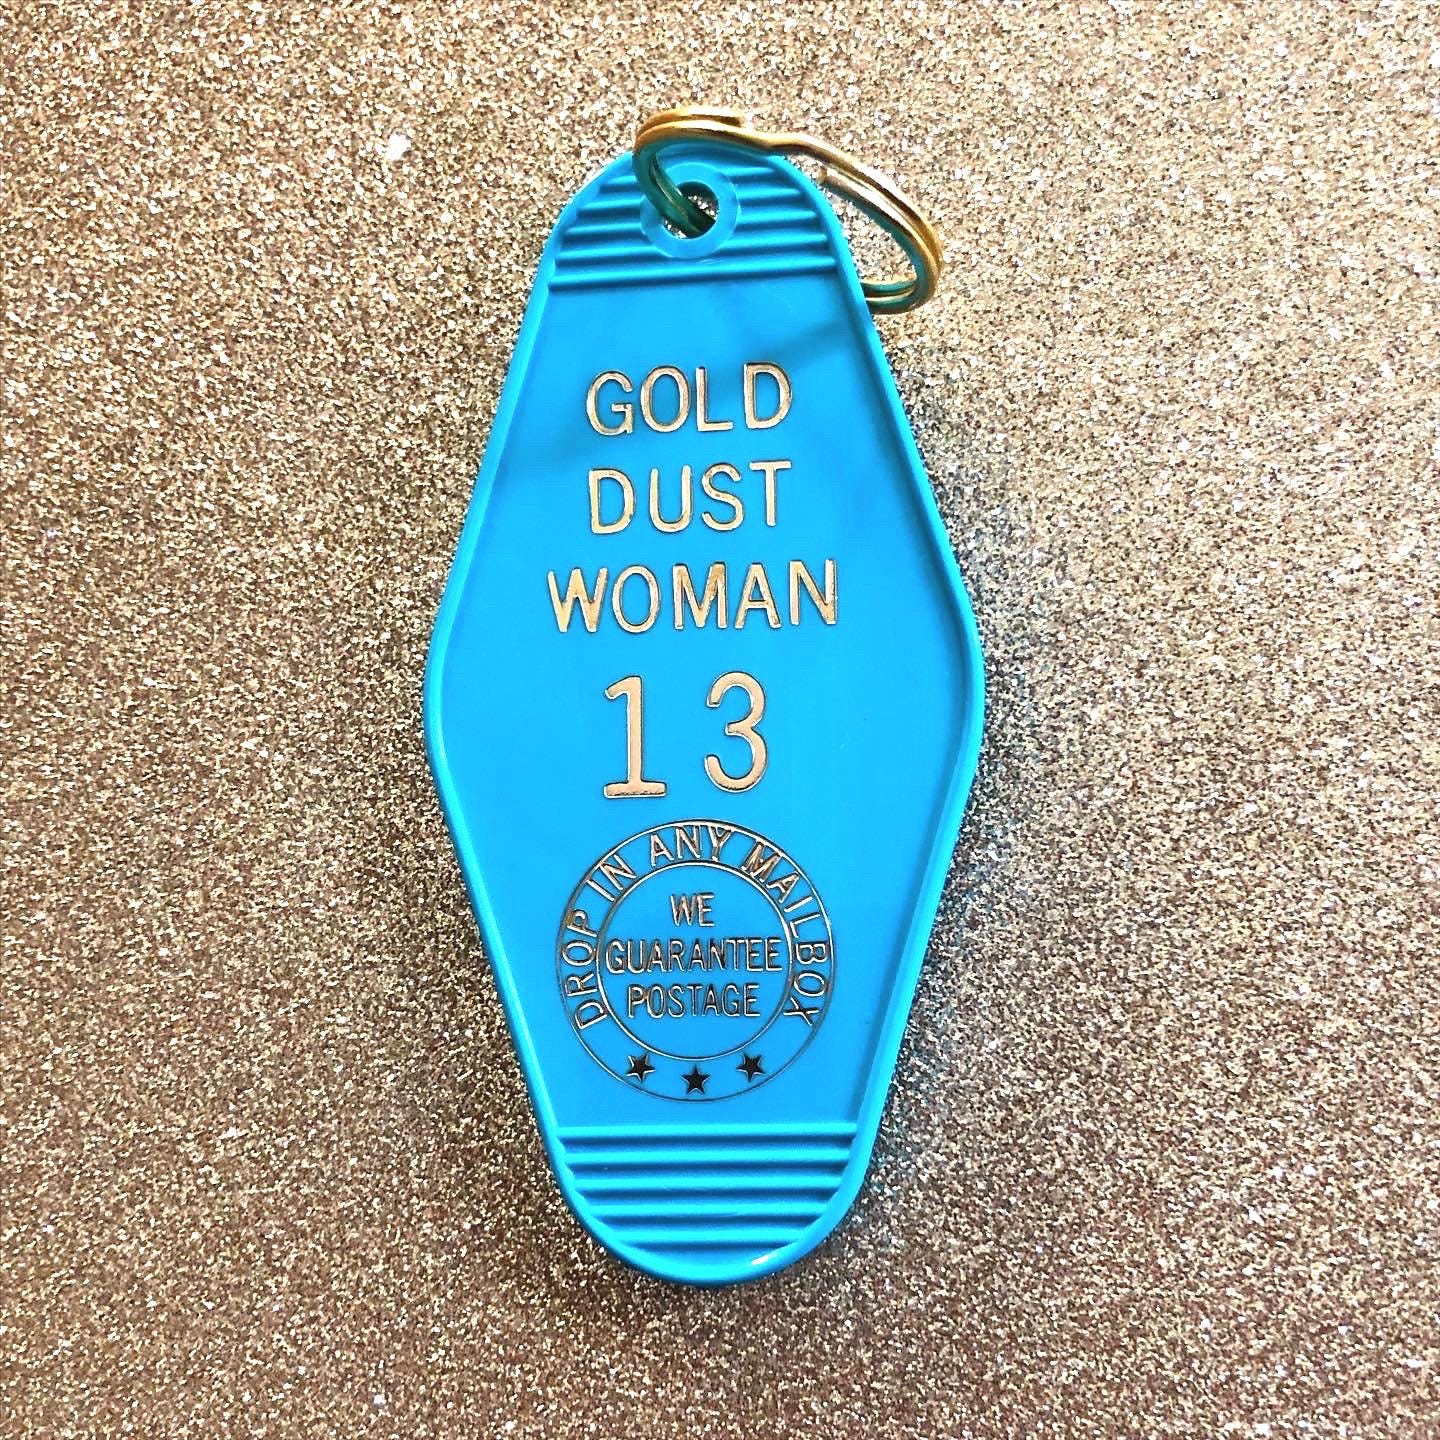 GOLD
DUST
WOMAN
13
DROP IN ANY MAILBOX
WE
GUARANTEE
POSTAGE